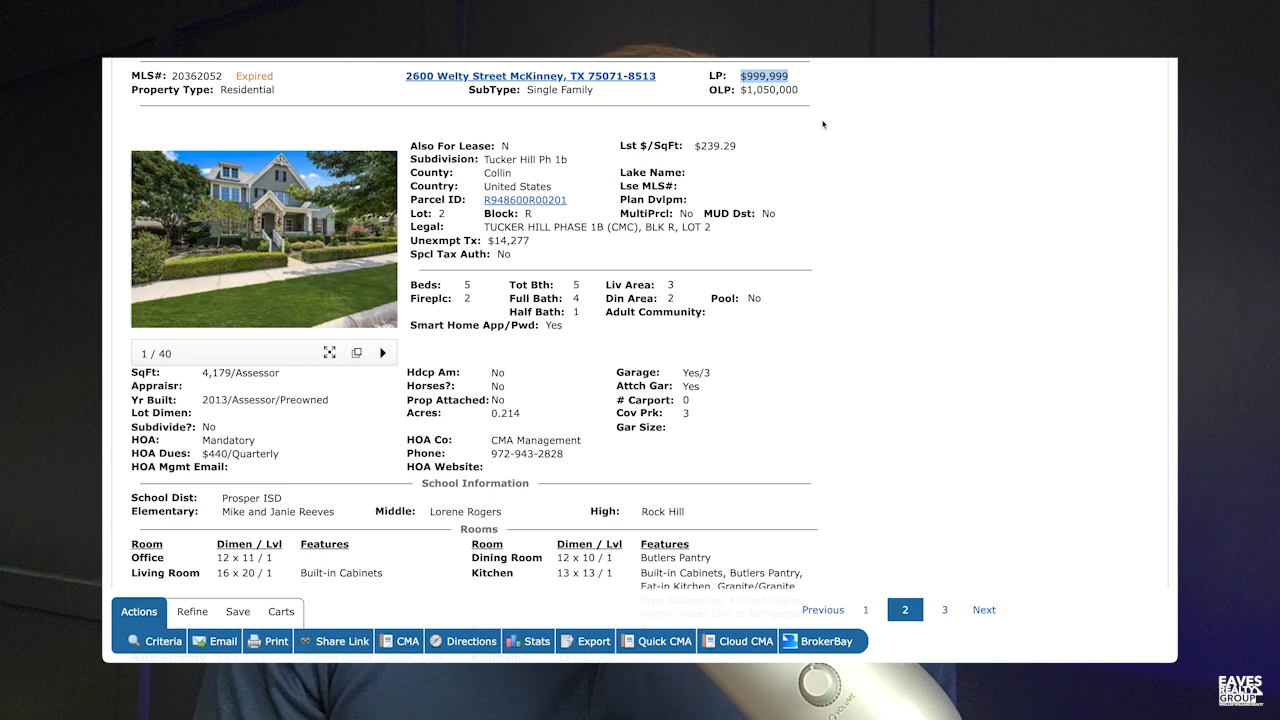 MLS#: 20362052 Expired 2600 Welty Street McKinney, TX 75071-8513 LP: $999,999
Property Type: Residential SubType: Single Family OLP: $1,050,000
Also For Lease: N Lst $/SqFt: $239.29
Subdivision: Tucker Hill Ph 1b
County: Collin Lake Name:
Country: United States Lse MLS#:
Parcel ID: R948600R00201 Plan Dvlpm:
Lot: 2 Block: R MultiPrcl: No MUD Dst: No
Legal: TUCKER HILL PHASE 1B (CMC), BLK R, LOT 2
Unexmpt Tx: $14,277
Spcl Tax Auth: No
Beds: 5 Tot Bth: 5 Liv Area: 3
Fireplc: 2 Full Bath: 4 Din Area: 2 Pool: No
Half Bath: 1 Adult Community:
Smart Home App/Pwd: Yes
1 / 40
SqFt: 4,179/Assessor Hdcp Am: No Garage: Yes/3
Appraisr: Horses?: No Attch Gar: Yes
Yr Built: 2013/Assessor/Preowned Prop Attached: No # Carport: 0
Lot Dimen: Acres: 0.214 Cov Prk: 3
Subdivide?: No Gar Size:
HOA: Mandatory HOA Co: CMA Management
HOA Dues: $440/Quarterly Phone: 972-943-2828
HOA Mgmt Email: HOA Website:
School Information
School Dist: Prosper ISD
Elementary: Mike and Janie Reeves Middle: Lorene Rogers High: Rock Hill
Rooms
Room Dimen / Lvl Features Room Dimen / Lvl Features
Office 12 x 11 / 1 Dining Room 12 x 10 / 1 Butlers Pantry
Living Room 16 x 20 / 1 Built-in Cabinets Kitchen 13 x 13 / 1 Built-in Cabinets, Butlers Pantry,
Eat-in Kitchen, Granite/Granite
Type Countertop, Kitchen Island,
Pantry, Water Line to Refrigerator
Actions Refine Save Carts Previous 1 2 3 Next
Criteria Email Print Share Link CMA Directions Stats Export Quick CMA Cloud CMA BrokerBay
VOLUME
EAVES
REALTY
GROUP